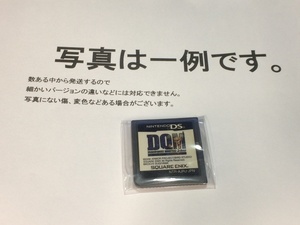 写真は一例です。
数ある中から発送するので
細かいバージョンの違いなどには対応できません。
写真にない傷、変色などある場合がございます。
NINTENDO DS
DQM
SQUARE ENIX